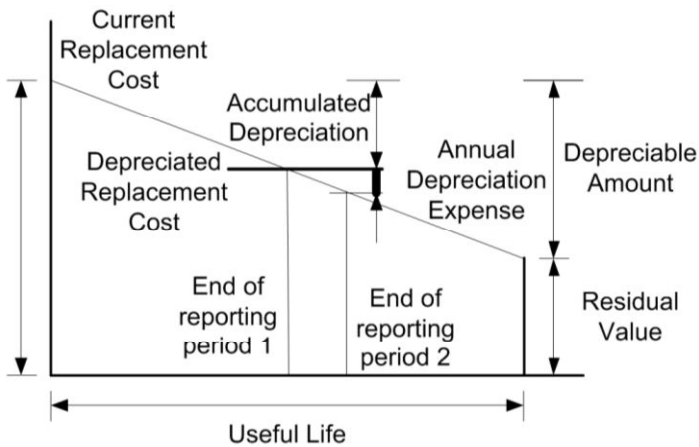 Current
Replacement
Cost
Accumulated
Depreciation
Depreciated
Replacement
Cost
Annual
Depreciation
Expense
Depreciable
Amount
End of
reporting
period 1
End of
reporting
period 2
Residual
Value
Useful Life